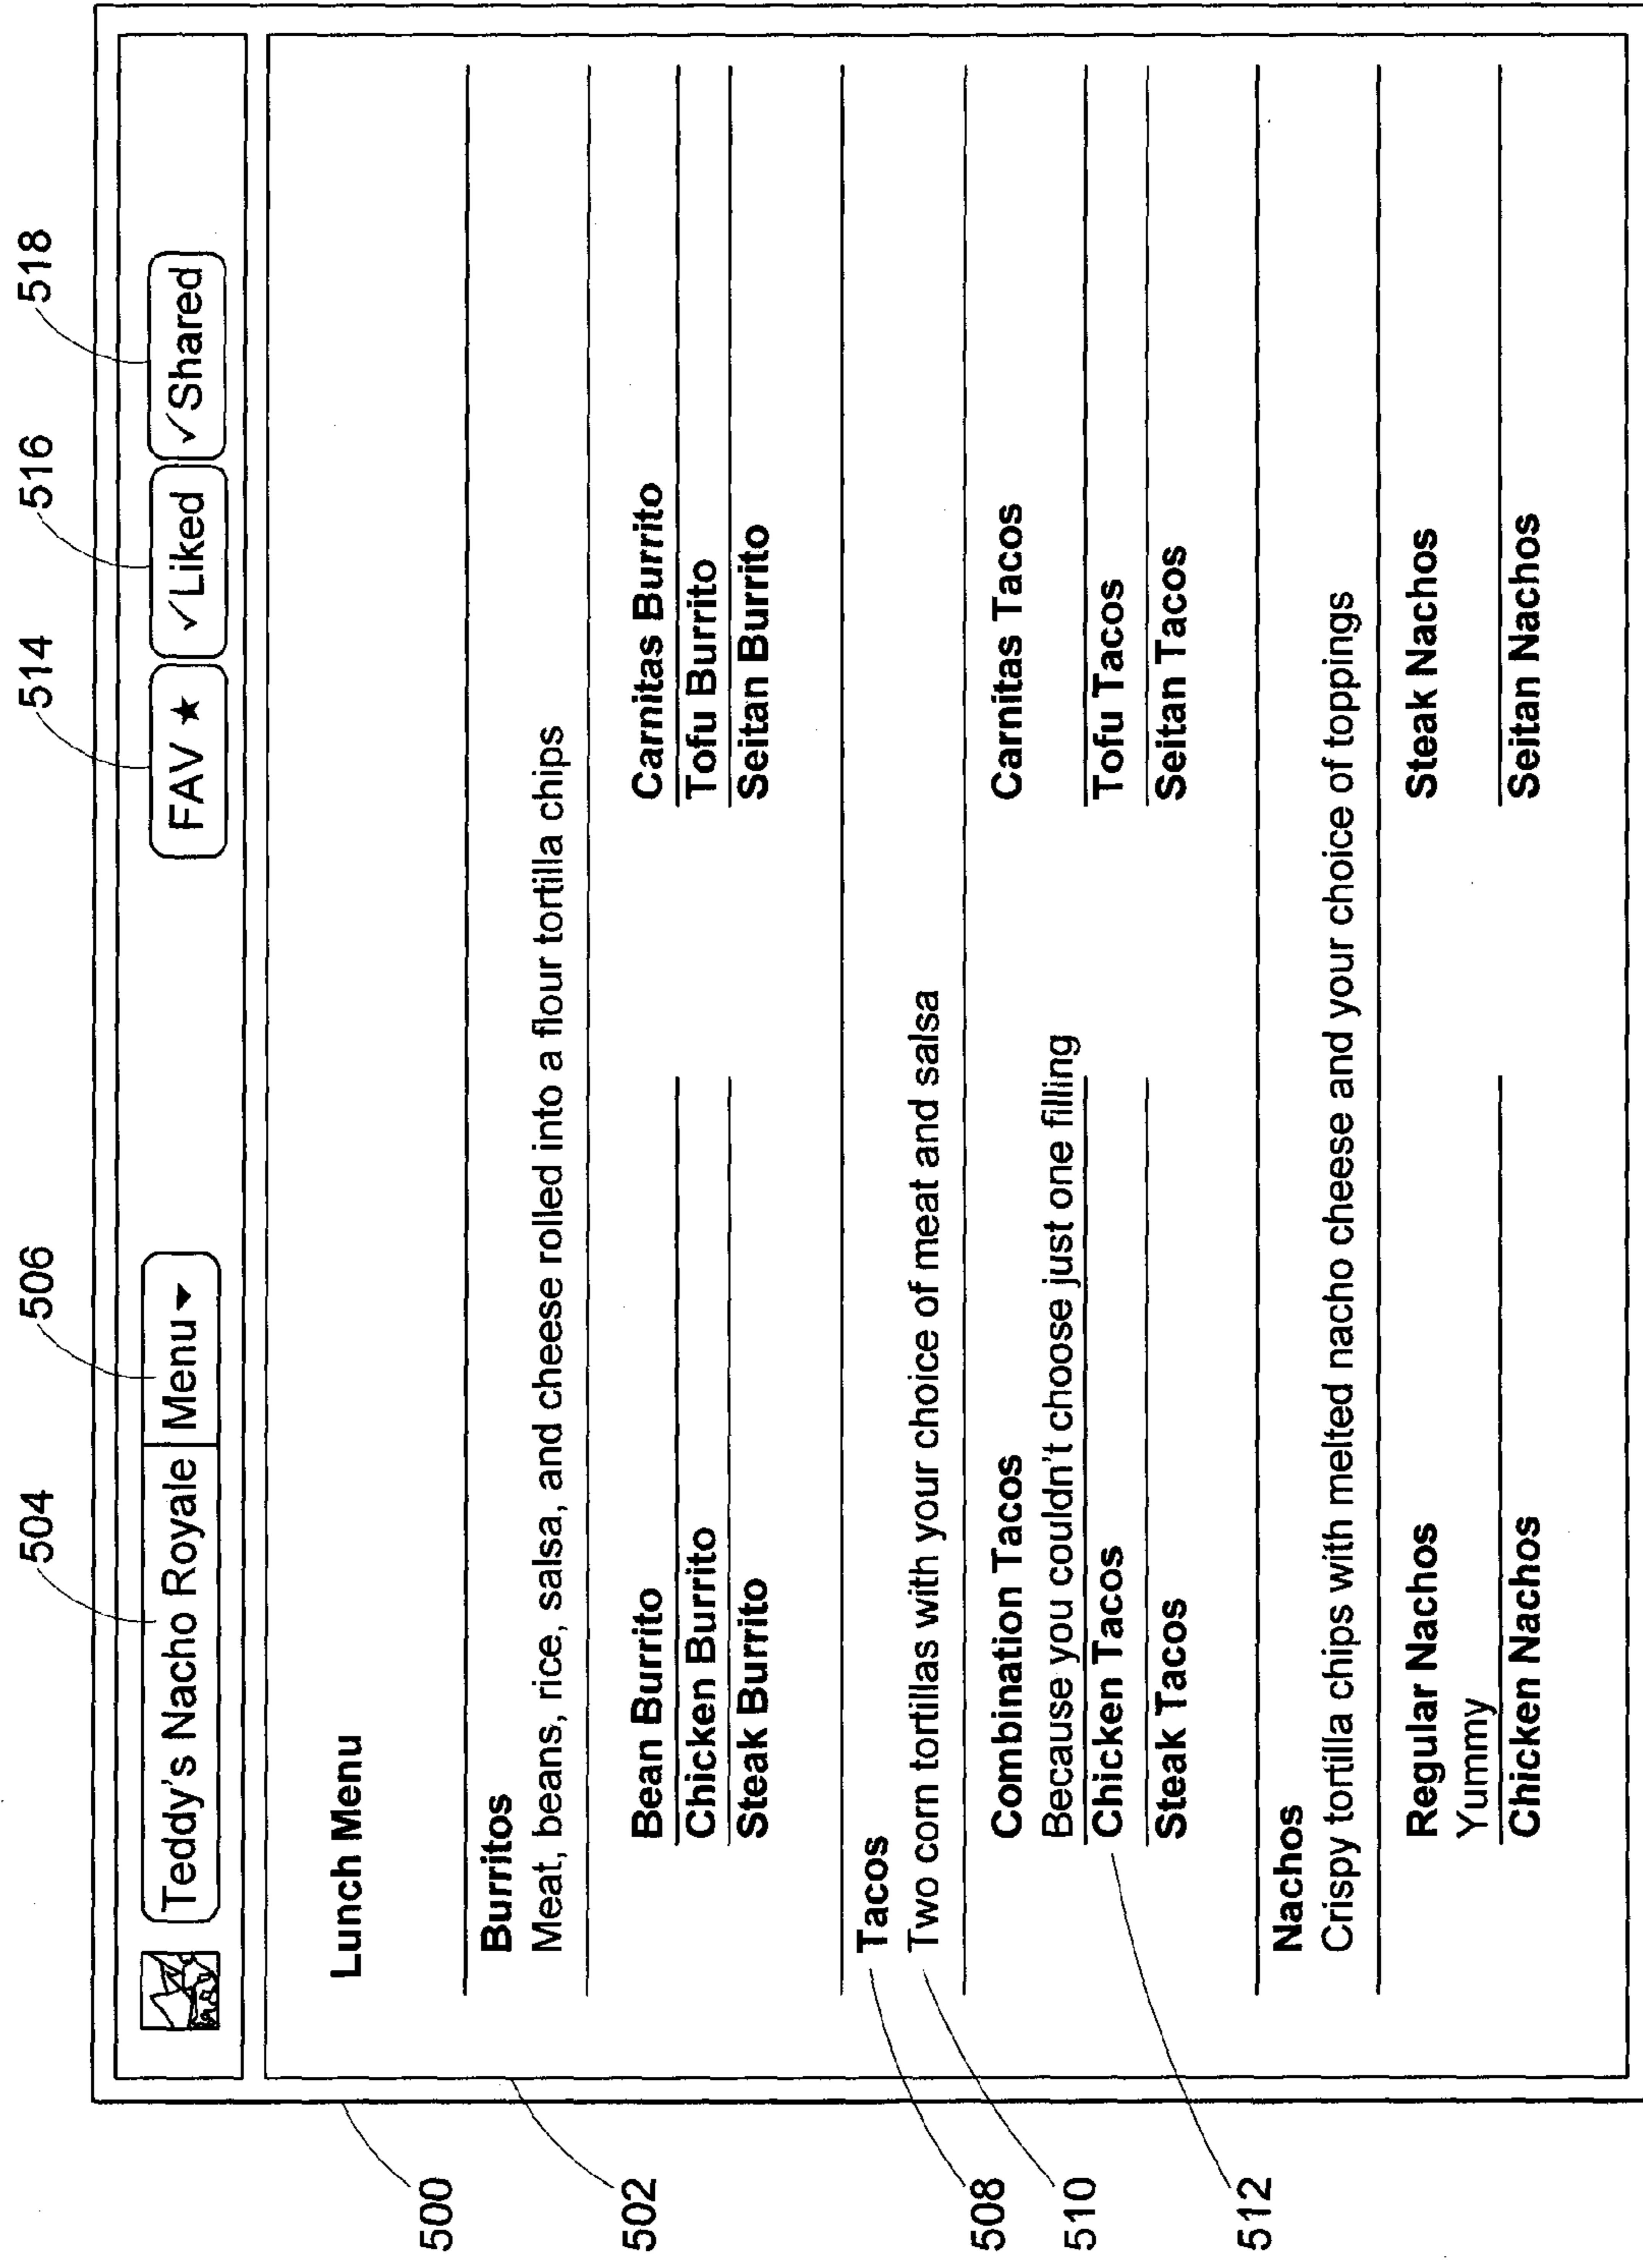 504 506 514 516 518
Teddy's Nacho Royale Menu ▼ FAV ★ ✓Liked ✓Shared
500
Lunch Menu
502
Burritos
Meat, beans, rice, salsa, and cheese rolled into a flour tortilla chips
Bean Burrito Carnitas Burrito
Chicken Burrito Tofu Burrito
Steak Burrito Seitan Burrito
508
Tacos
510
Two corn tortillas with your choice of meat and salsa
Combination Tacos Carnitas Tacos
Because you couldn't choose just one filling
512
Chicken Tacos Tofu Tacos
Steak Tacos Seitan Tacos
Nachos
Crispy tortilla chips with melted nacho cheese and your choice of toppings
Regular Nachos Steak Nachos
Yummy
Chicken Nachos Seitan Nachos